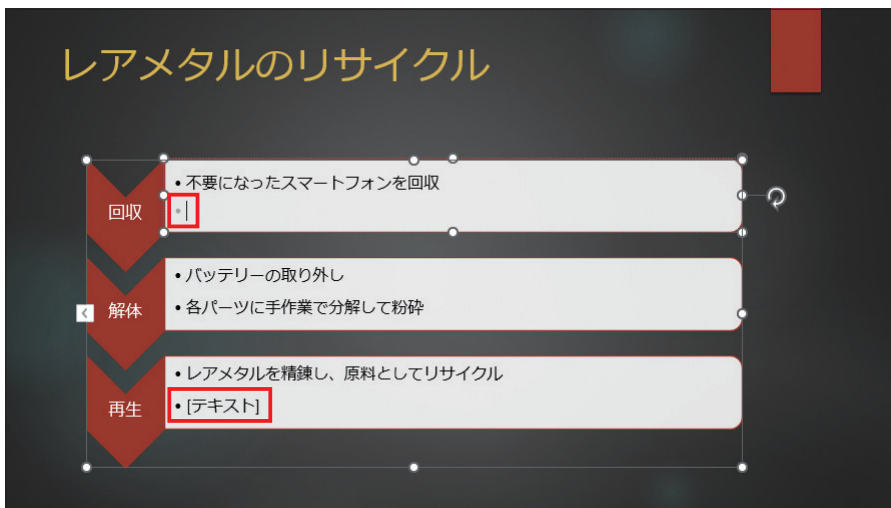 レアメタルのリサイクル
回収
• 不要になったスマートフォンを回収
•
解体
• バッテリーの取り外し
• 各パーツに手作業で分解して粉砕
再生
• レアメタルを精錬し、原料としてリサイクル
• [テキスト]